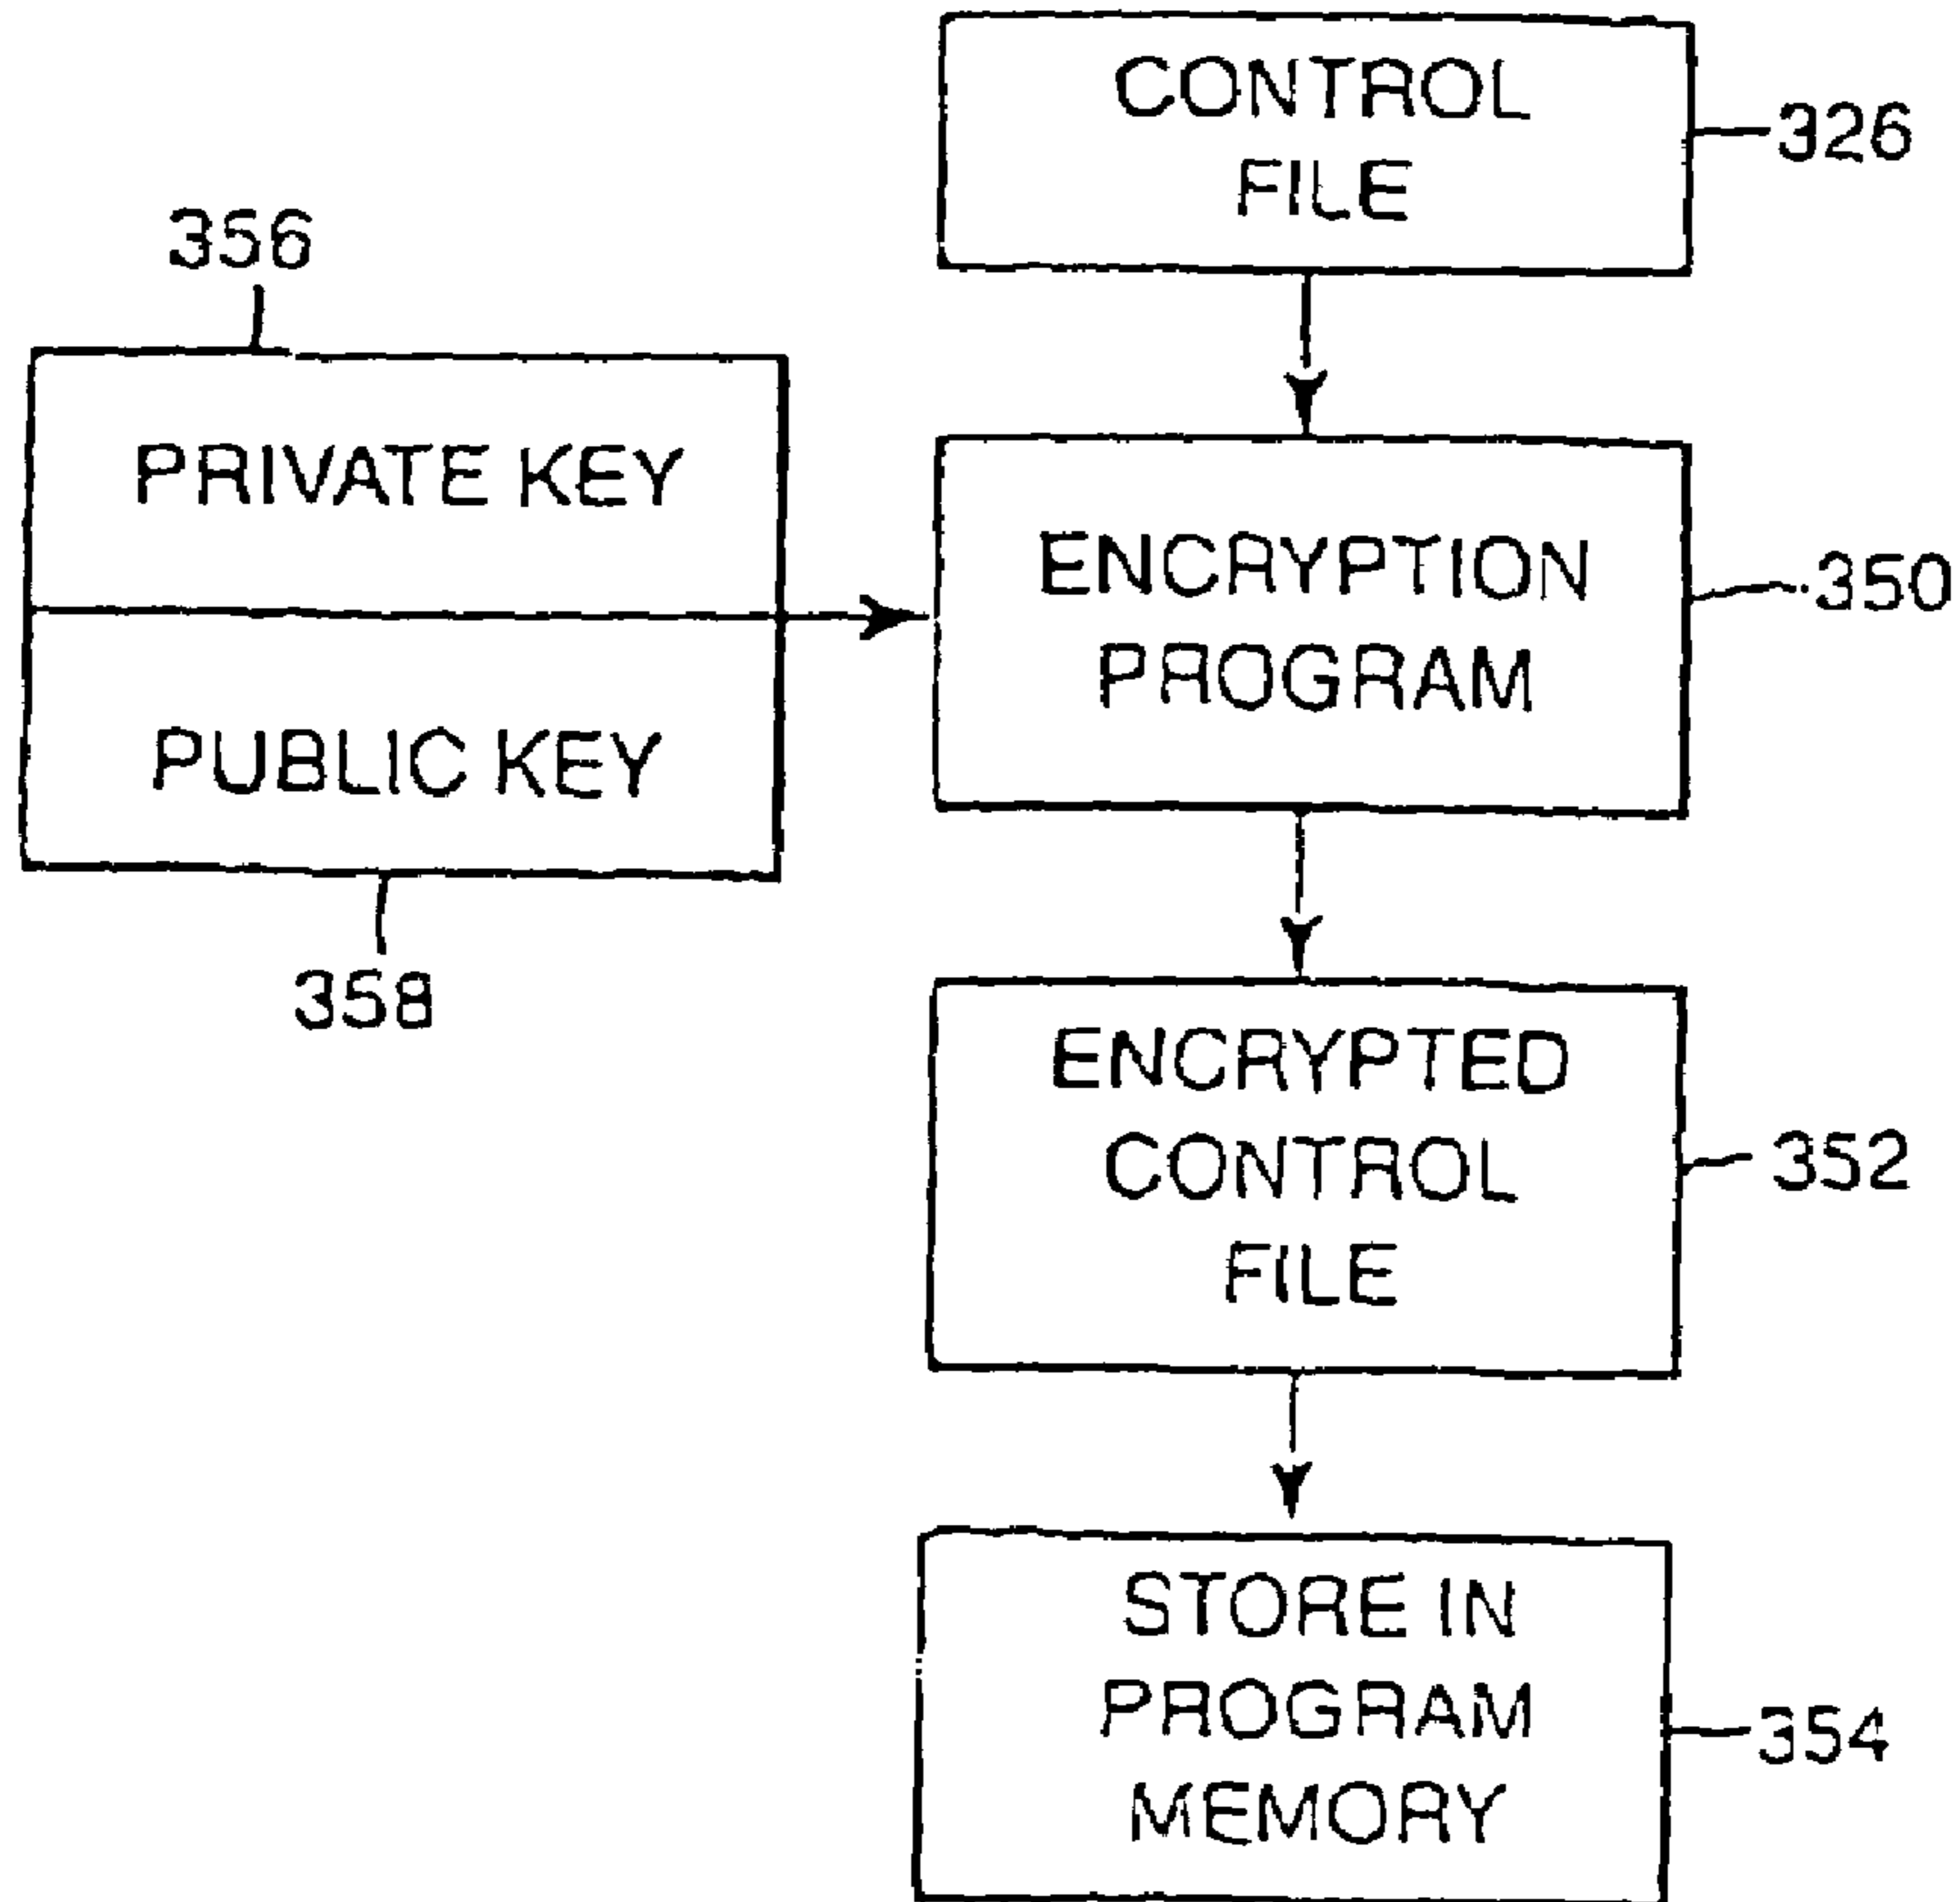 CONTROL
FILE
326
356
PRIVATE KEY
PUBLIC KEY
358
ENCRYPTION
PROGRAM
350
ENCRYPTED
CONTROL
FILE
352
STORE IN
PROGRAM
MEMORY
354